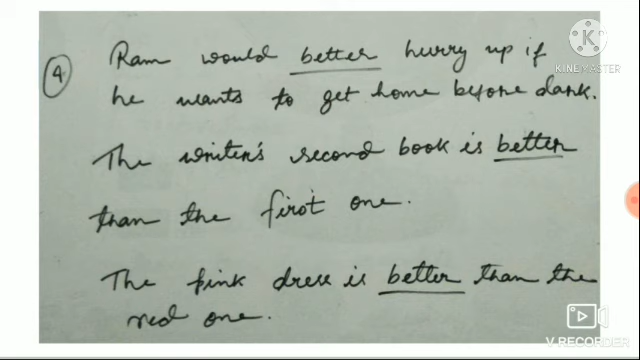 4 Ram would better hurry up if
he wants to get home before dark.
The writer's second book is better
than the first one.
The pink dress is better than the
red one.
KINEMASTER
V RECORDER